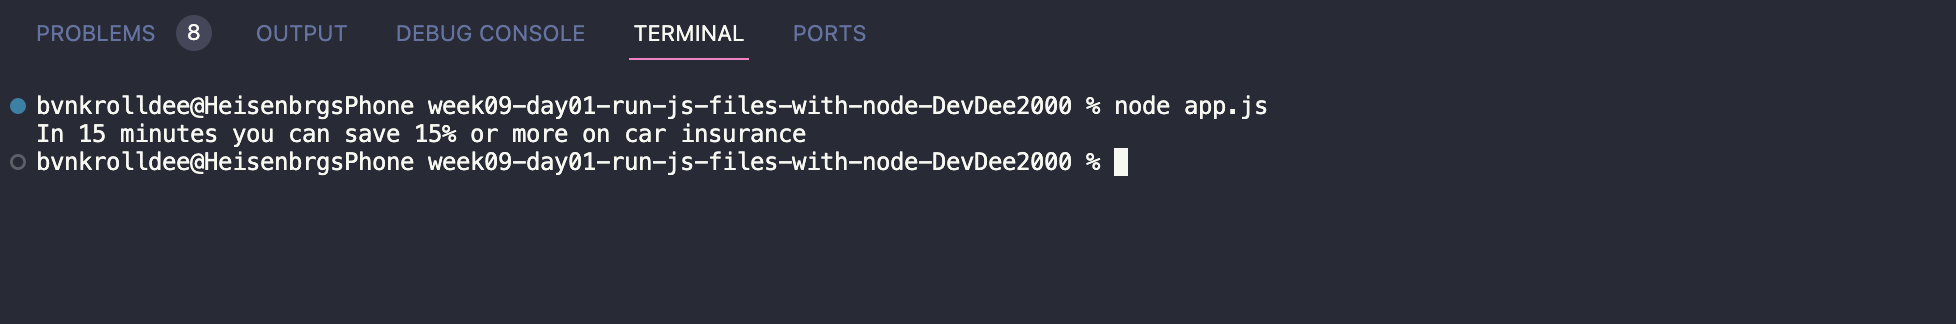 PROBLEMS 8 OUTPUT DEBUG CONSOLE TERMINAL PORTS
bvnkrolldee@HeisenbrgsPhone week09-day01-run-js-files-with-node-DevDee2000 % node app.js
In 15 minutes you can save 15% or more on car insurance
bvnkrolldee@HeisenbrgsPhone week09-day01-run-js-files-with-node-DevDee2000 %